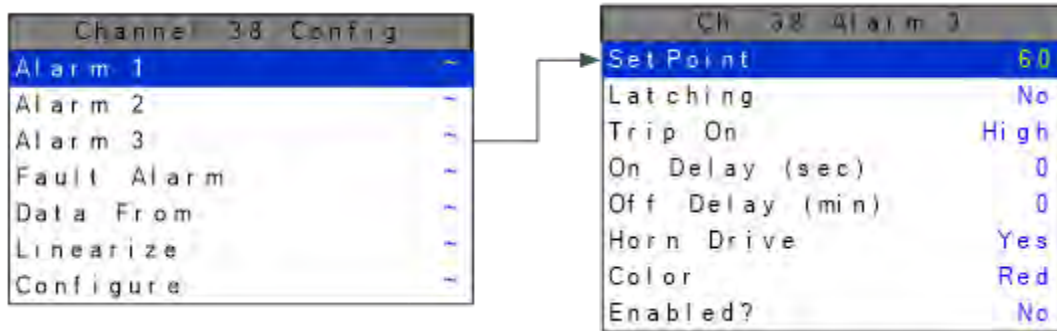 Channel 38 Config
Alarm 1 ~
Alarm 2 ~
Alarm 3 ~
Fault Alarm ~
Data From ~
Linearize ~
Configure ~
Ch. 38 Alarm 3
SetPoint 60
Latching No
Trip On High
On Delay (sec) 0
Off Delay (min) 0
Horn Drive Yes
Color Red
Enabled? No